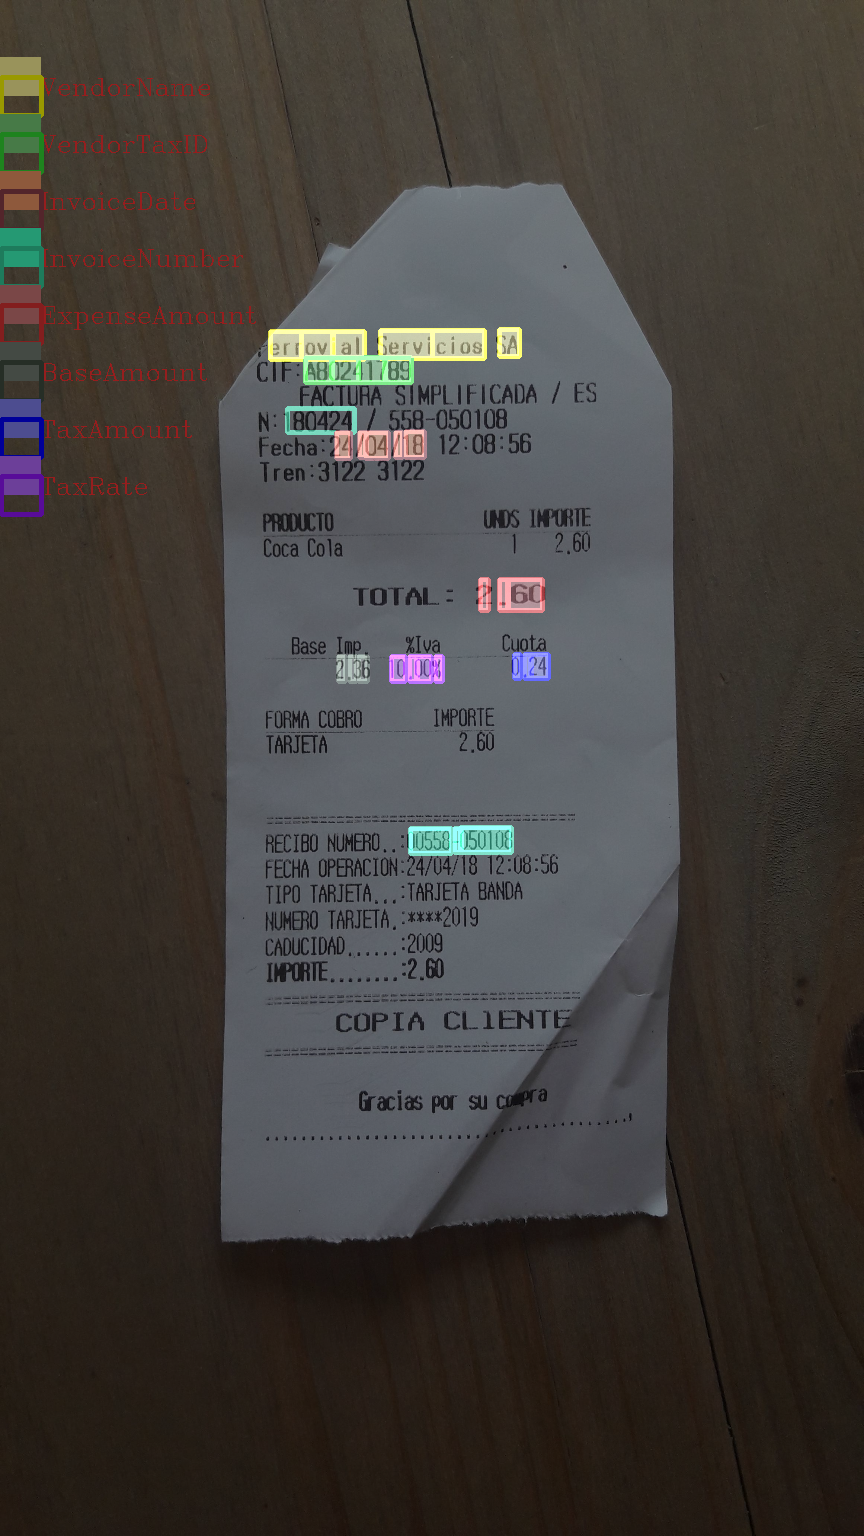 VendorName
VendorTaxID
InvoiceDate
InvoiceNumber
ExpenseAmount
BaseAmount
TaxAmount
TaxRate
Ferrovial Servicios SA
CIF:A80241789
FACTURA SIMPLIFICADA / ES
N:180424 / 558-050108
Fecha:24/04/18 12:08:56
Tren:3122 3122
PRODUCTO UNDS IMPORTE
Coca Cola 1 2,60
TOTAL: 2,60
Base Imp. %Iva Cuota
2,36 10,00% 0,24
FORMA COBRO IMPORTE
TARJETA 2,60
RECIBO NUMERO..:00558-050108
FECHA OPERACION:24/04/18 12:08:56
TIPO TARJETA...:TARJETA BANDA
NUMERO TARJETA.:****2019
CADUCIDAD......:2009
IMPORTE........:2,60
COPIA CLIENTE
Gracias por su compra